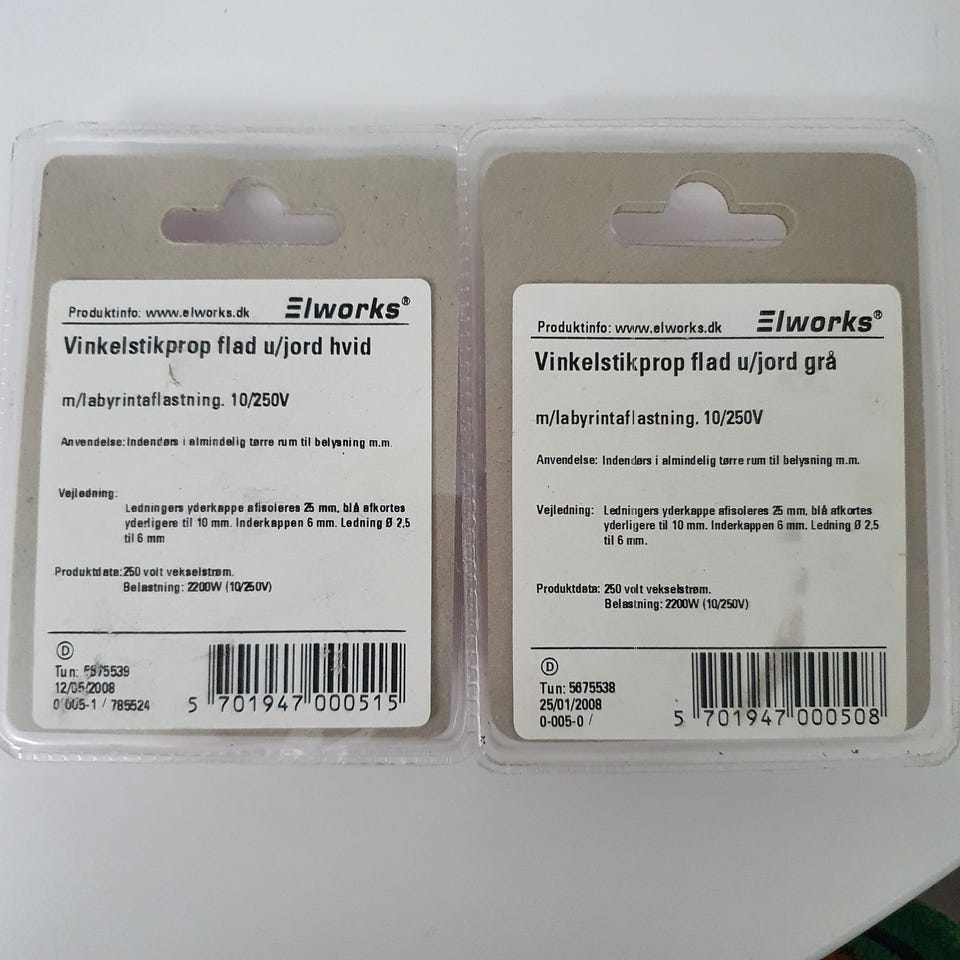 Produktinfo: www.elworks.dk Elworks®
Vinkelstikprop flad u/jord hvid
m/labyrintaflastning. 10/250V
Anvendelse: Indendørs i almindelig tørre rum til belysning m.m.
Vejledning:
Ledningers yderkappe afisoleres 25 mm, blå afkortes
yderligere til 10 mm. Inderkappen 6 mm. Ledning Ø 2,5
til 6 mm
Produktdata: 250 volt vekselstrøm.
Belastning: 2200W (10/250V)
D
Tun: 5675539
12/05/2008
0-005-1 / 785524
5 701947 000515
Produktinfo: www.elworks.dk Elworks®
Vinkelstikprop flad u/jord grå
m/labyrintaflastning. 10/250V
Anvendelse: Indendørs i almindelig tørre rum til belysning m.m.
Vejledning: Ledningers yderkappe afisoleres 25 mm, blå afkortes
yderligere til 10 mm. Inderkappen 6 mm. Ledning Ø 2,5
til 6 mm.
Produktdata: 250 volt vekselstrøm.
Belastning: 2200W (10/250V)
D
Tun: 5675538
25/01/2008
0-005-0 /
5 701947 000508